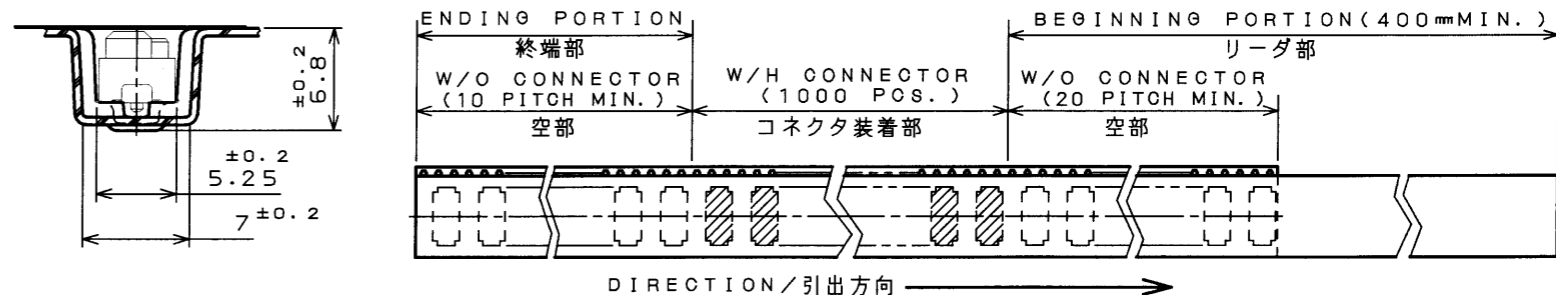 ±0.2
6.8
±0.2
5.25
7 ±0.2
ENDING PORTION
終端部
BEGINNING PORTION(400㎜MIN.)
リーダ部
W/O CONNECTOR
(10 PITCH MIN.)
空部
W/H CONNECTOR
(1000 PCS.)
コネクタ装着部
W/O CONNECTOR
(20 PITCH MIN.)
空部
DIRECTION/引出方向